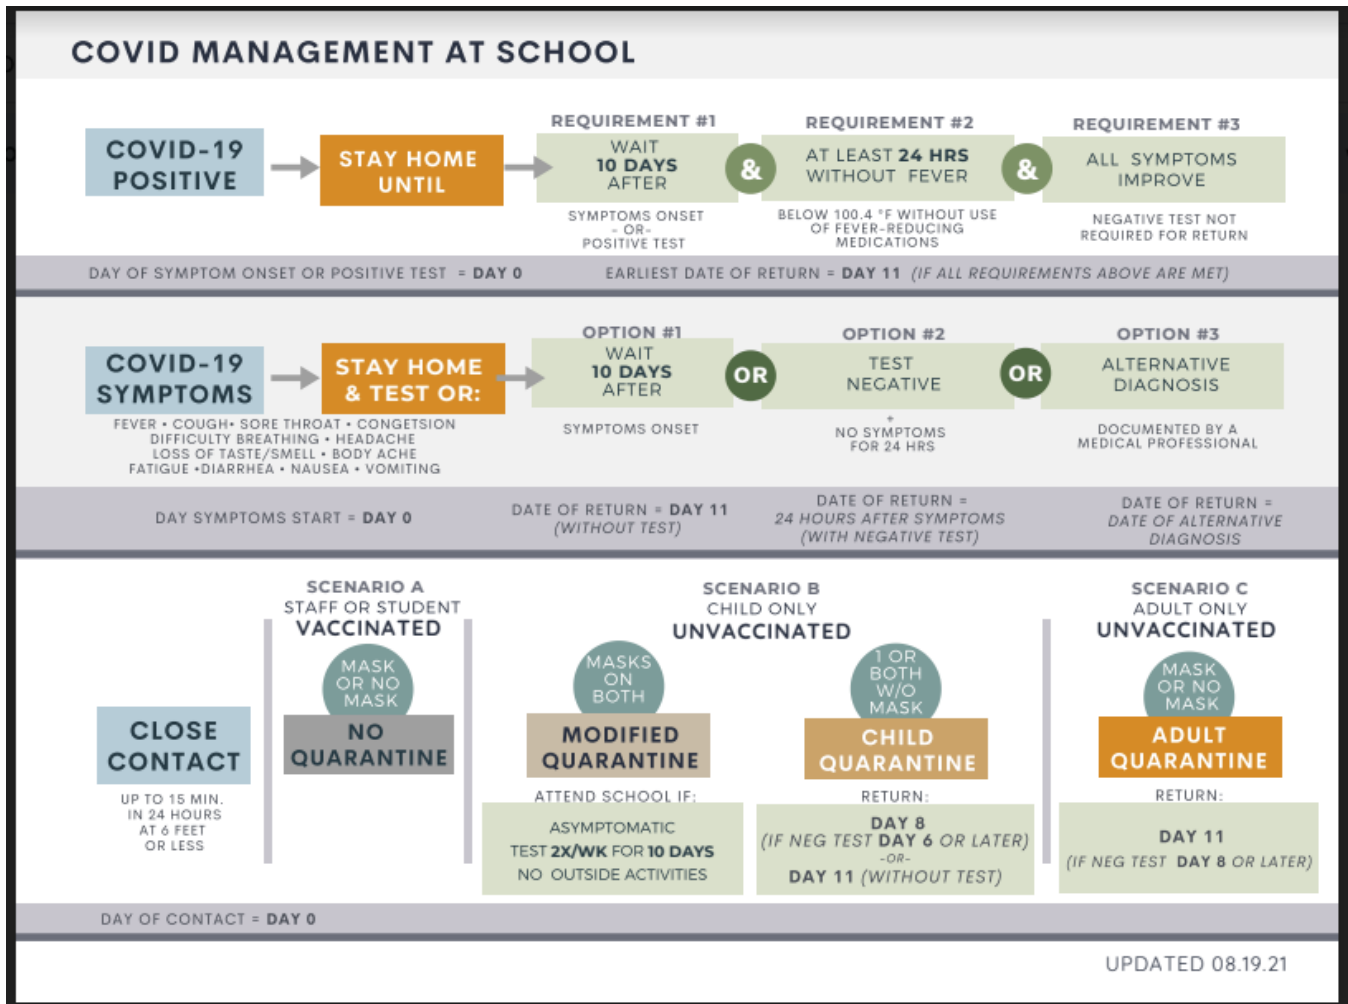 COVID MANAGEMENT AT SCHOOL
COVID-19
POSITIVE
STAY HOME
UNTIL
REQUIREMENT #1
WAIT
10 DAYS
AFTER
SYMPTOMS ONSET
- OR-
POSITIVE TEST
&
REQUIREMENT #2
AT LEAST 24 HRS
WITHOUT FEVER
BELOW 100.4 °F WITHOUT USE
OF FEVER-REDUCING
MEDICATIONS
&
REQUIREMENT #3
ALL SYMPTOMS
IMPROVE
NEGATIVE TEST NOT
REQUIRED FOR RETURN
DAY OF SYMPTOM ONSET OR POSITIVE TEST = DAY 0
EARLIEST DATE OF RETURN = DAY 11 (IF ALL REQUIREMENTS ABOVE ARE MET)
COVID-19
SYMPTOMS
FEVER • COUGH• SORE THROAT • CONGETSION
DIFFICULTY BREATHING • HEADACHE
LOSS OF TASTE/SMELL • BODY ACHE
FATIGUE •DIARRHEA • NAUSEA • VOMITING
STAY HOME
& TEST OR:
OPTION #1
WAIT
10 DAYS
AFTER
SYMPTOMS ONSET
OR
OPTION #2
TEST
NEGATIVE
+
NO SYMPTOMS
FOR 24 HRS
OR
OPTION #3
ALTERNATIVE
DIAGNOSIS
DOCUMENTED BY A
MEDICAL PROFESSIONAL
DAY SYMPTOMS START = DAY 0
DATE OF RETURN = DAY 11
(WITHOUT TEST)
DATE OF RETURN =
24 HOURS AFTER SYMPTOMS
(WITH NEGATIVE TEST)
DATE OF RETURN =
DATE OF ALTERNATIVE
DIAGNOSIS
CLOSE
CONTACT
UP TO 15 MIN.
IN 24 HOURS
AT 6 FEET
OR LESS
SCENARIO A
STAFF OR STUDENT
VACCINATED
MASK
OR NO
MASK
NO
QUARANTINE
SCENARIO B
CHILD ONLY
UNVACCINATED
MASKS
ON
BOTH
MODIFIED
QUARANTINE
ATTEND SCHOOL IF:
ASYMPTOMATIC
TEST 2X/WK FOR 10 DAYS
NO OUTSIDE ACTIVITIES
1 OR
BOTH
W/O
MASK
CHILD
QUARANTINE
RETURN:
DAY 8
(IF NEG TEST DAY 6 OR LATER)
-OR-
DAY 11 (WITHOUT TEST)
SCENARIO C
ADULT ONLY
UNVACCINATED
MASK
OR NO
MASK
ADULT
QUARANTINE
RETURN:
DAY 11
(IF NEG TEST DAY 8 OR LATER)
DAY OF CONTACT = DAY 0
UPDATED 08.19.21